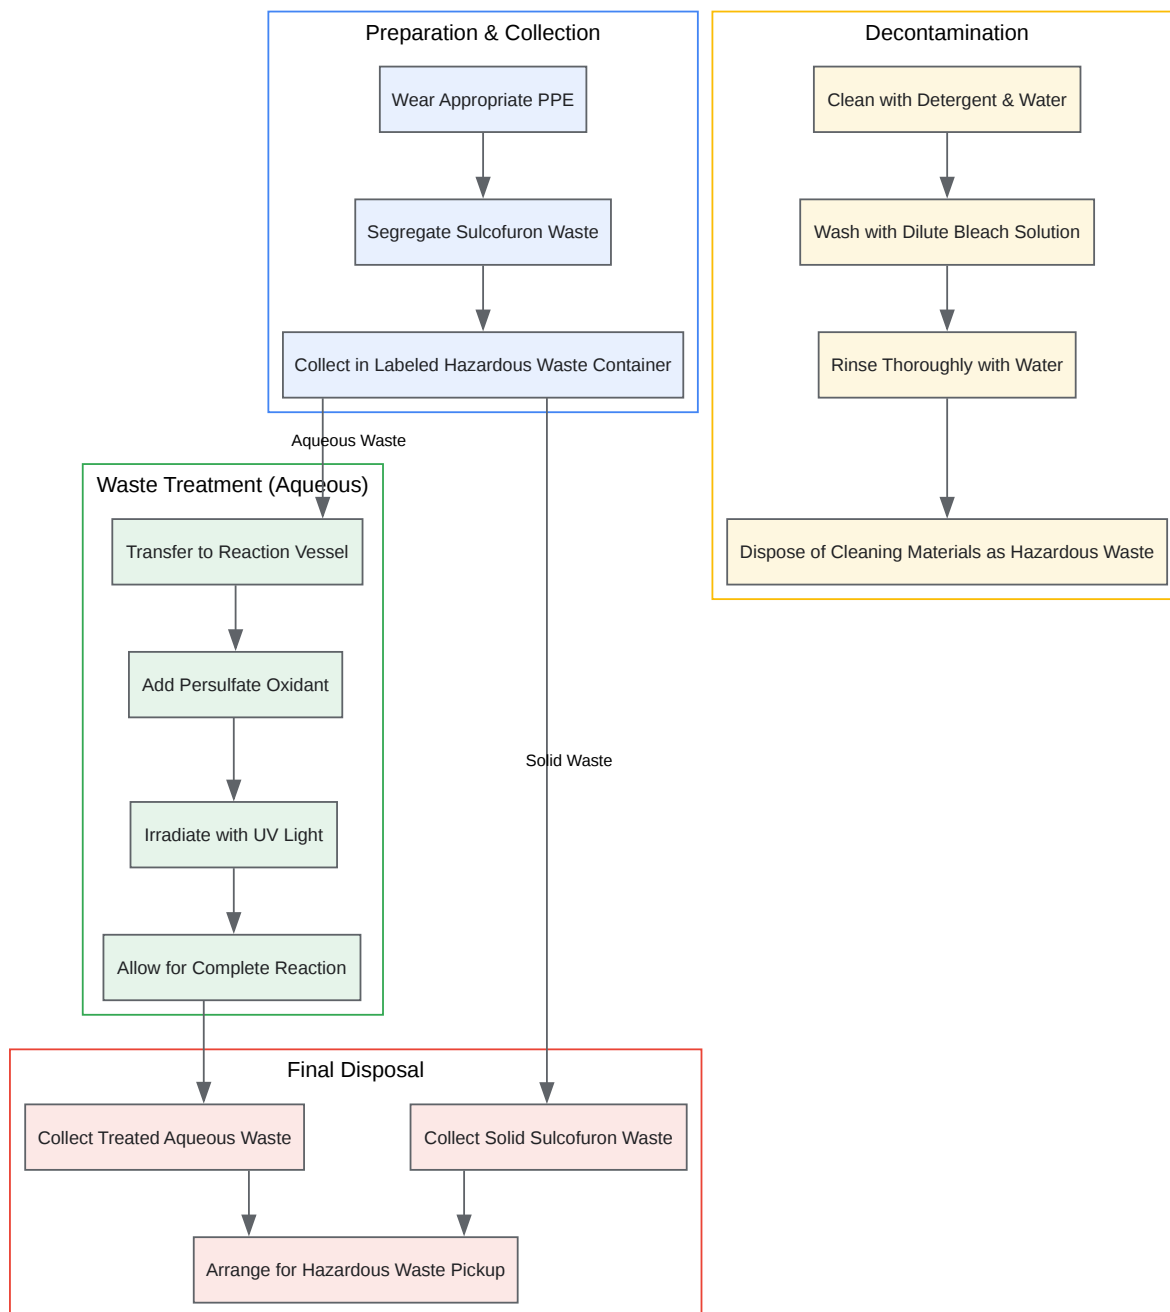 Preparation & Collection
Wear Appropriate PPE
Segregate Sulcofuron Waste
Collect in Labeled Hazardous Waste Container
Decontamination
Clean with Detergent & Water
Wash with Dilute Bleach Solution
Rinse Thoroughly with Water
Dispose of Cleaning Materials as Hazardous Waste
Aqueous Waste
Waste Treatment (Aqueous)
Transfer to Reaction Vessel
Add Persulfate Oxidant
Irradiate with UV Light
Allow for Complete Reaction
Solid Waste
Final Disposal
Collect Treated Aqueous Waste
Collect Solid Sulcofuron Waste
Arrange for Hazardous Waste Pickup